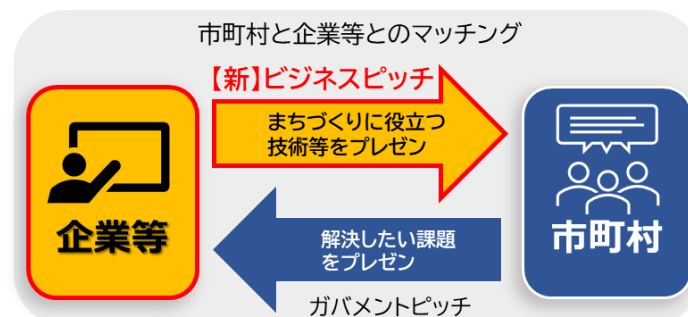 市町村と企業等とのマッチング
【新】ビジネスピッチ
まちづくりに役立つ
技術等をプレゼン
企業等
市町村
解決したい課題
をプレゼン
ガバメントピッチ